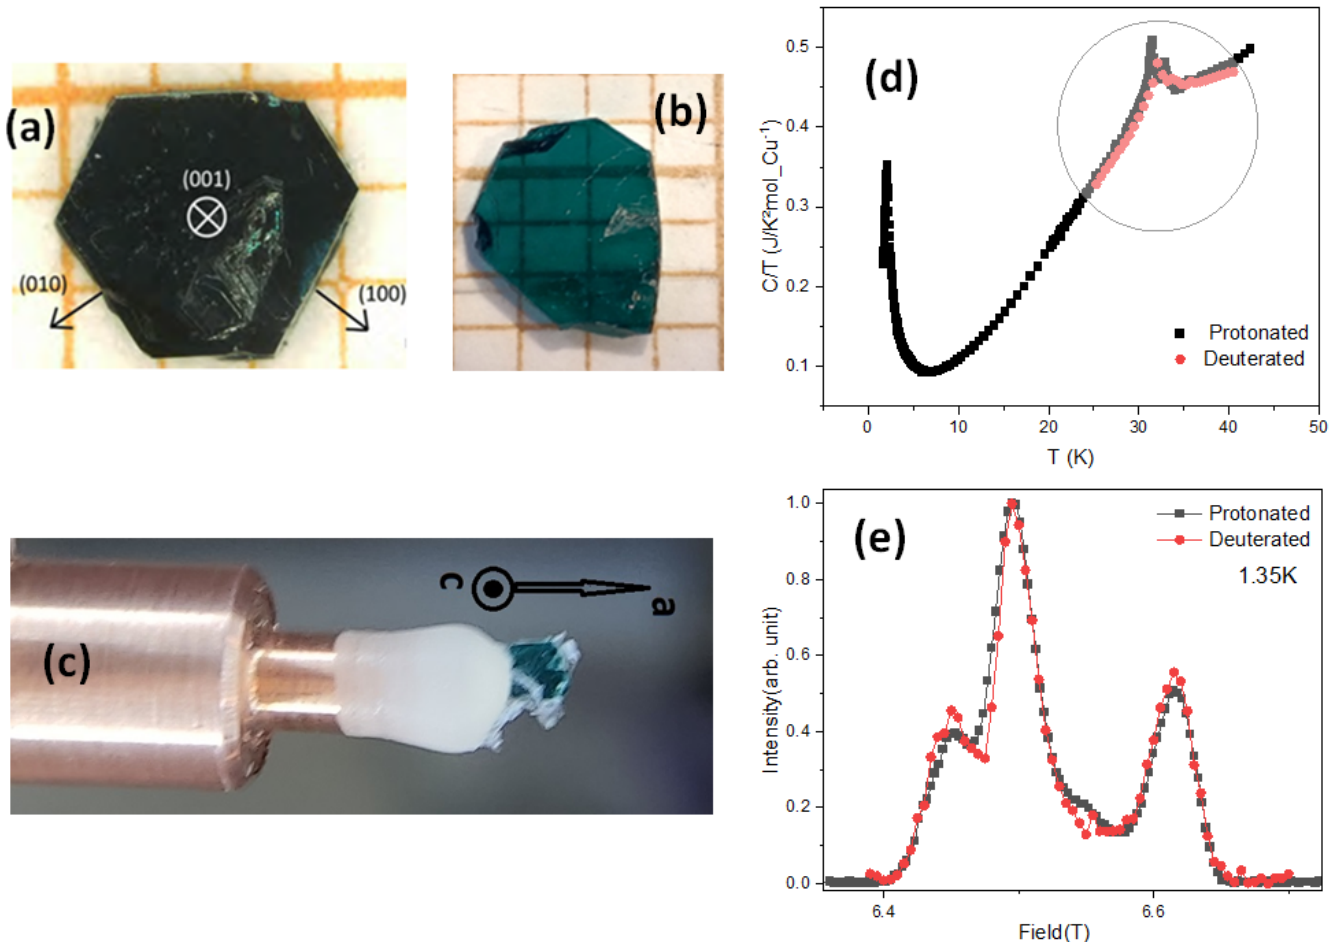 (a)
(001)
(010)
(100)
(b)
(c)
c
a
(d)
C/T (J/K²mol_Cu⁻¹)
0.5
0.4
0.3
0.2
0.1
Protonated
Deuterated
0 10 20 30 40 50
T (K)
(e)
Intensity(arb. unit)
1.0
0.8
0.6
0.4
0.2
0.0
Protonated
Deuterated
1.35K
6.4 6.6
Field(T)